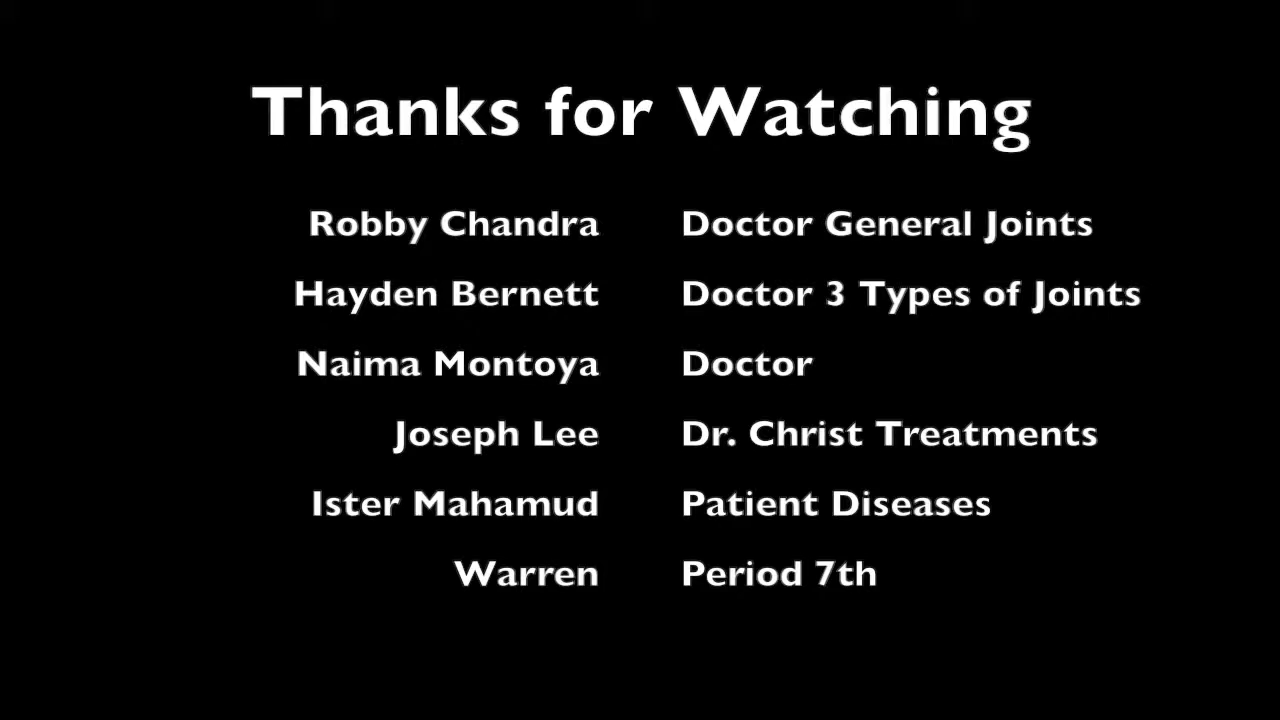 Thanks for Watching
Robby Chandra Doctor General Joints
Hayden Bernett Doctor 3 Types of Joints
Naima Montoya Doctor
Joseph Lee Dr. Christ Treatments
Ister Mahamud Patient Diseases
Warren Period 7th